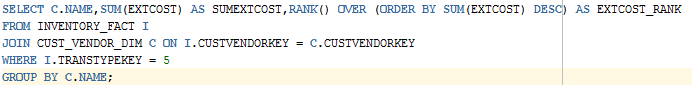 SELECT C.NAME,SUM(EXTCOST) AS SUMEXTCOST,RANK() OVER (ORDER BY SUM(EXTCOST) DESC) AS EXTCOST_RANK
FROM INVENTORY_FACT I
JOIN CUST_VENDOR_DIM C ON I.CUSTVENDORKEY = C.CUSTVENDORKEY
WHERE I.TRANSTYPEKEY = 5
GROUP BY C.NAME;